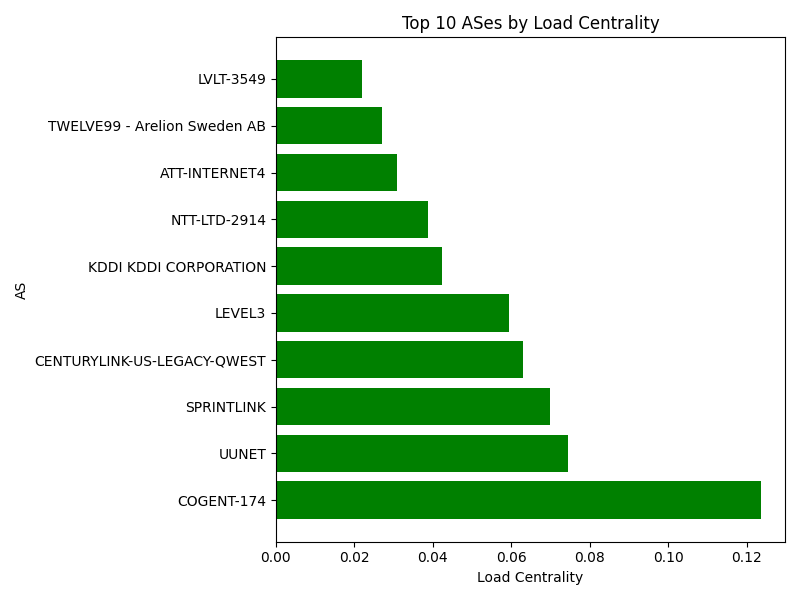 Top 10 ASes by Load Centrality
LVLT-3549
TWELVE99 - Arelion Sweden AB
ATT-INTERNET4
NTT-LTD-2914
KDDI KDDI CORPORATION
LEVEL3
CENTURYLINK-US-LEGACY-QWEST
SPRINTLINK
UUNET
COGENT-174
AS
0.00 0.02 0.04 0.06 0.08 0.10 0.12
Load Centrality